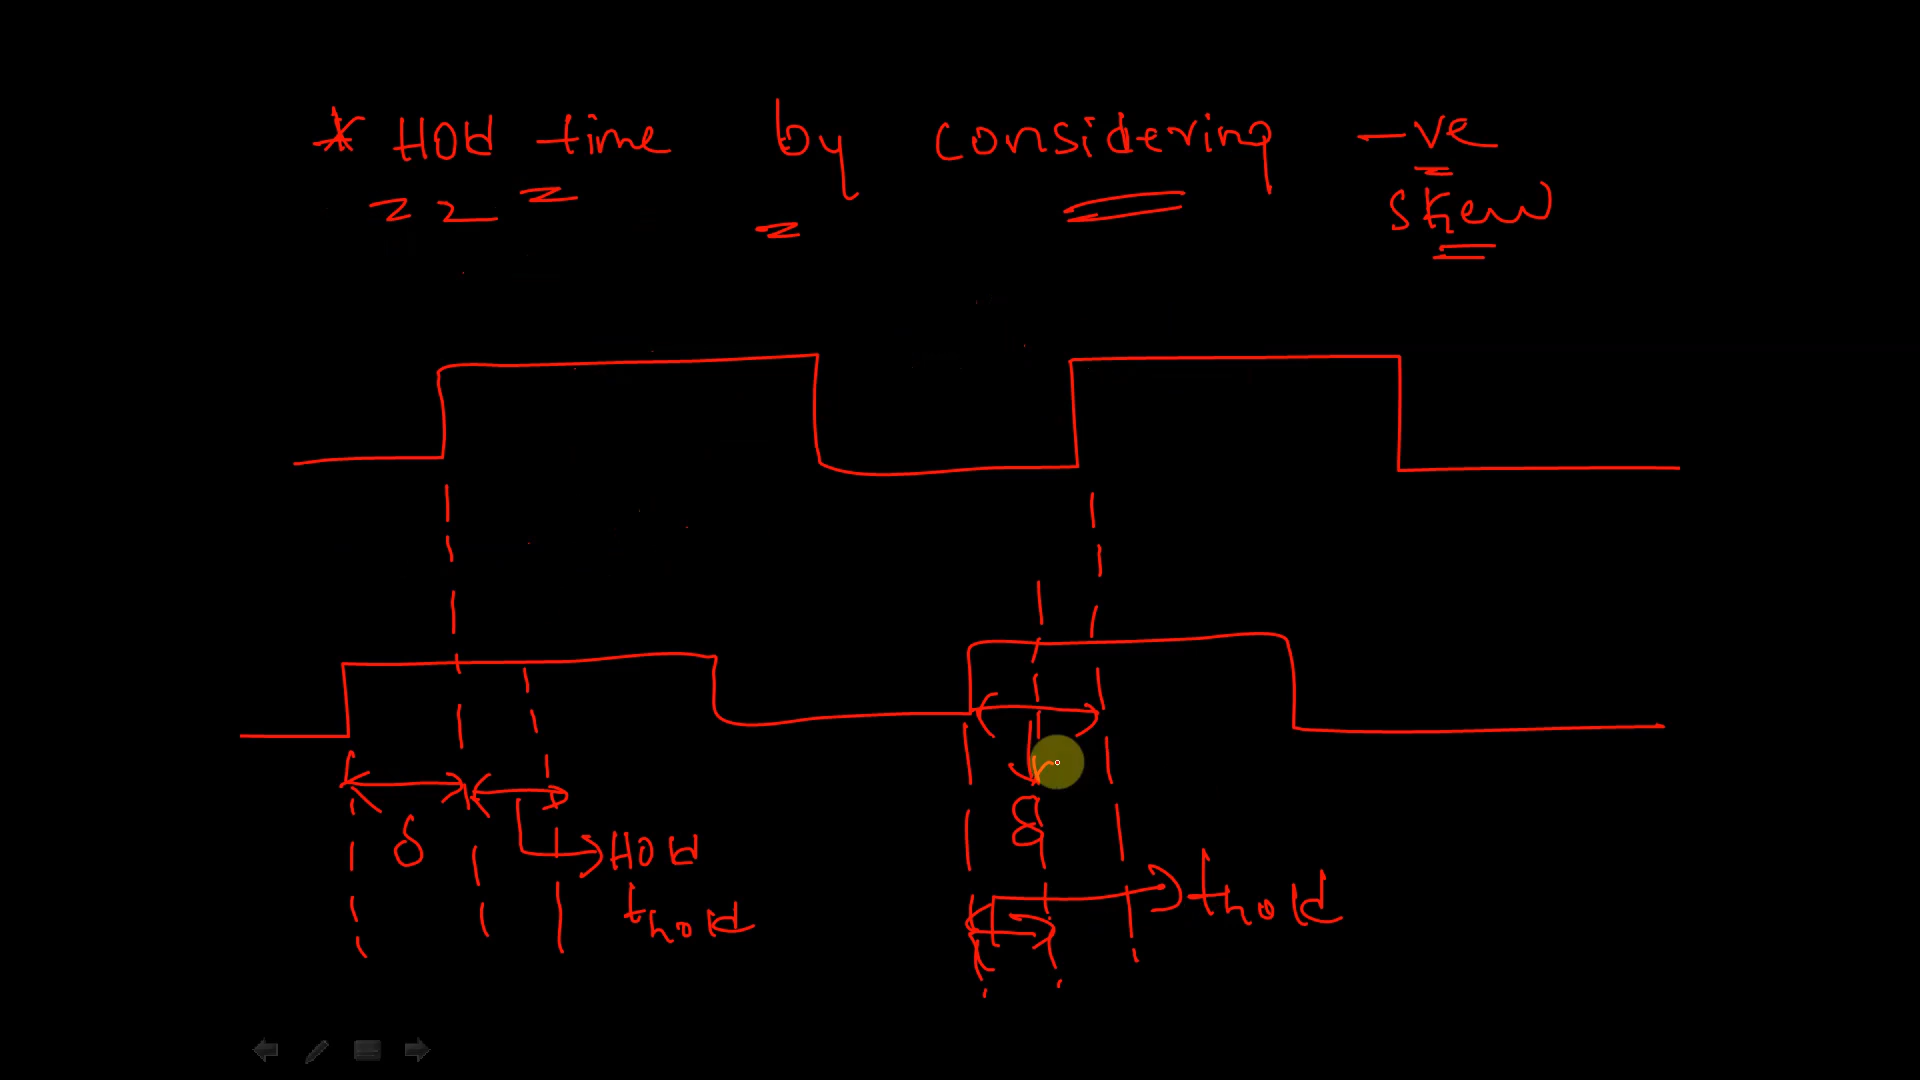 * Hold time by considering -ve
skew
δ
δ
Hold
thold
thold